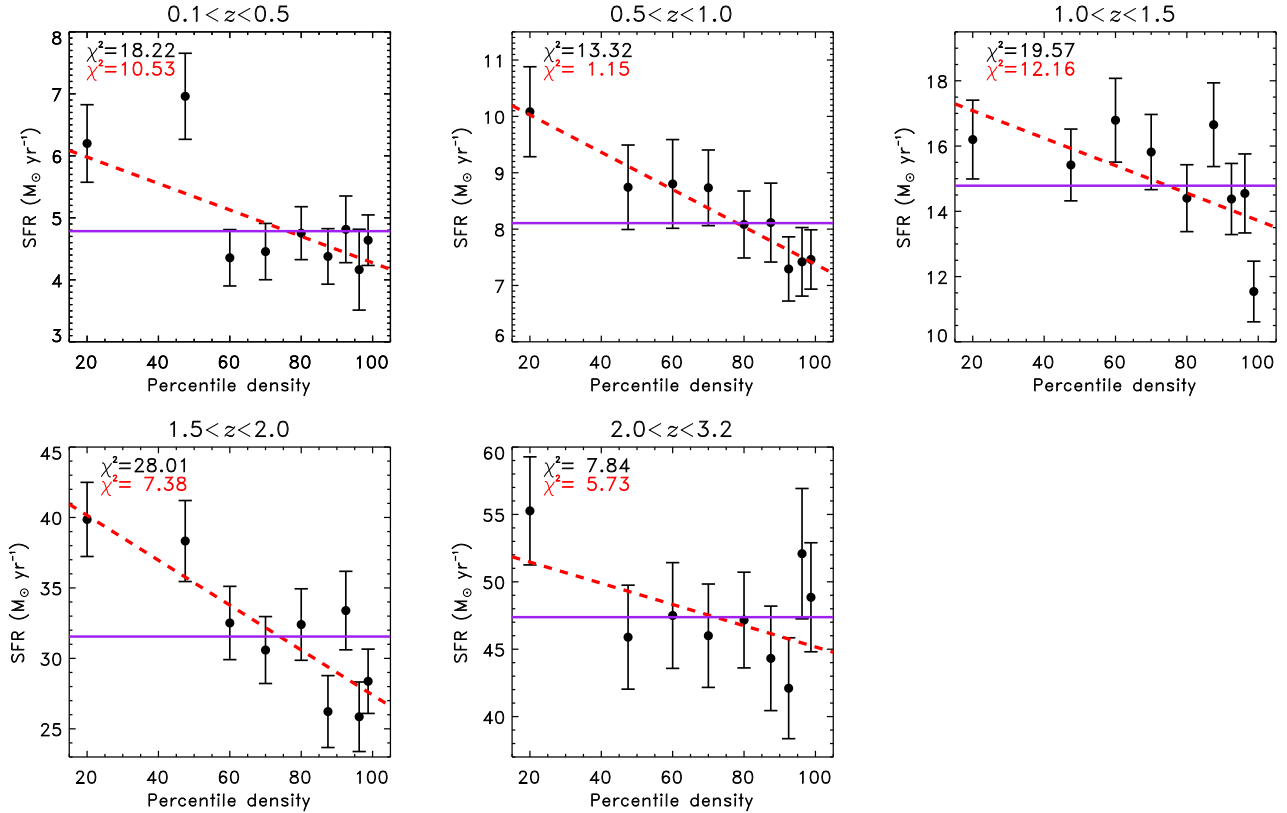 0.1<z<0.5
χ²=18.22
χ²=10.53
8
7
6
5
4
3
SFR (M⊙ yr⁻¹)
20 40 60 80 100
Percentile density
0.5<z<1.0
χ²=13.32
χ²= 1.15
11
10
9
8
7
6
SFR (M⊙ yr⁻¹)
20 40 60 80 100
Percentile density
1.0<z<1.5
χ²=19.57
χ²=12.16
18
16
14
12
10
SFR (M⊙ yr⁻¹)
20 40 60 80 100
Percentile density
1.5<z<2.0
χ²=28.01
χ²= 7.38
45
40
35
30
25
SFR (M⊙ yr⁻¹)
20 40 60 80 100
Percentile density
2.0<z<3.2
χ²= 7.84
χ²= 5.73
60
55
50
45
40
SFR (M⊙ yr⁻¹)
20 40 60 80 100
Percentile density